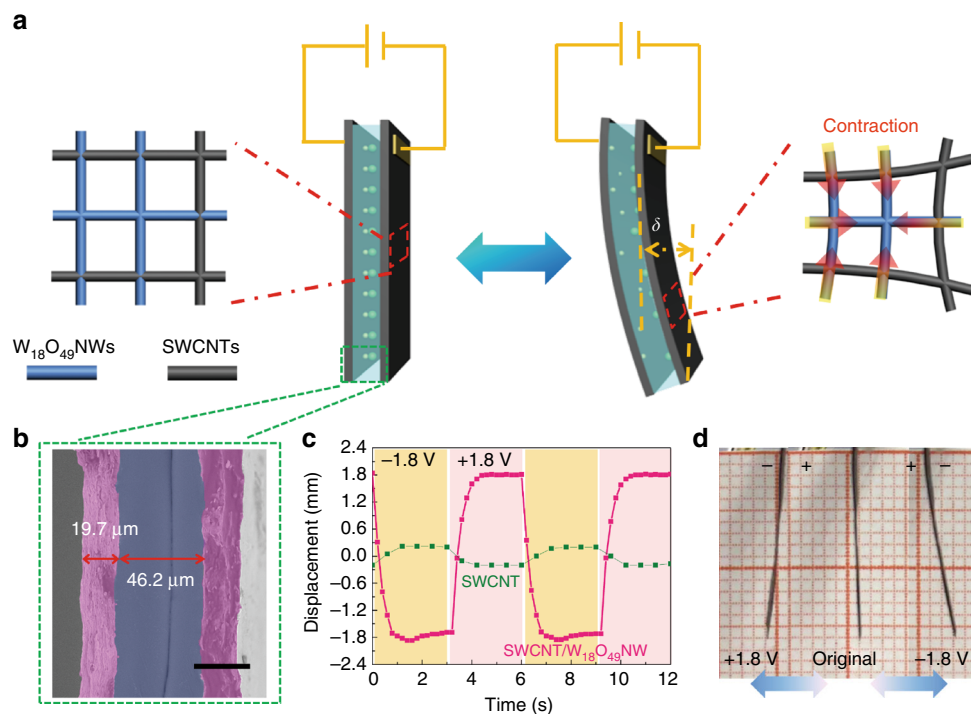 a
Contraction
δ
W₁₈O₄₉NWs
SWCNTs
b
19.7 μm
46.2 μm
c
Displacement (mm)
2.4
1.8
1.2
0.6
0.0
−0.6
−1.2
−1.8
−2.4
−1.8 V
+1.8 V
SWCNT
SWCNT/W₁₈O₄₉NW
0 2 4 6 8 10 12
Time (s)
d
− + + −
+1.8 V Original −1.8 V